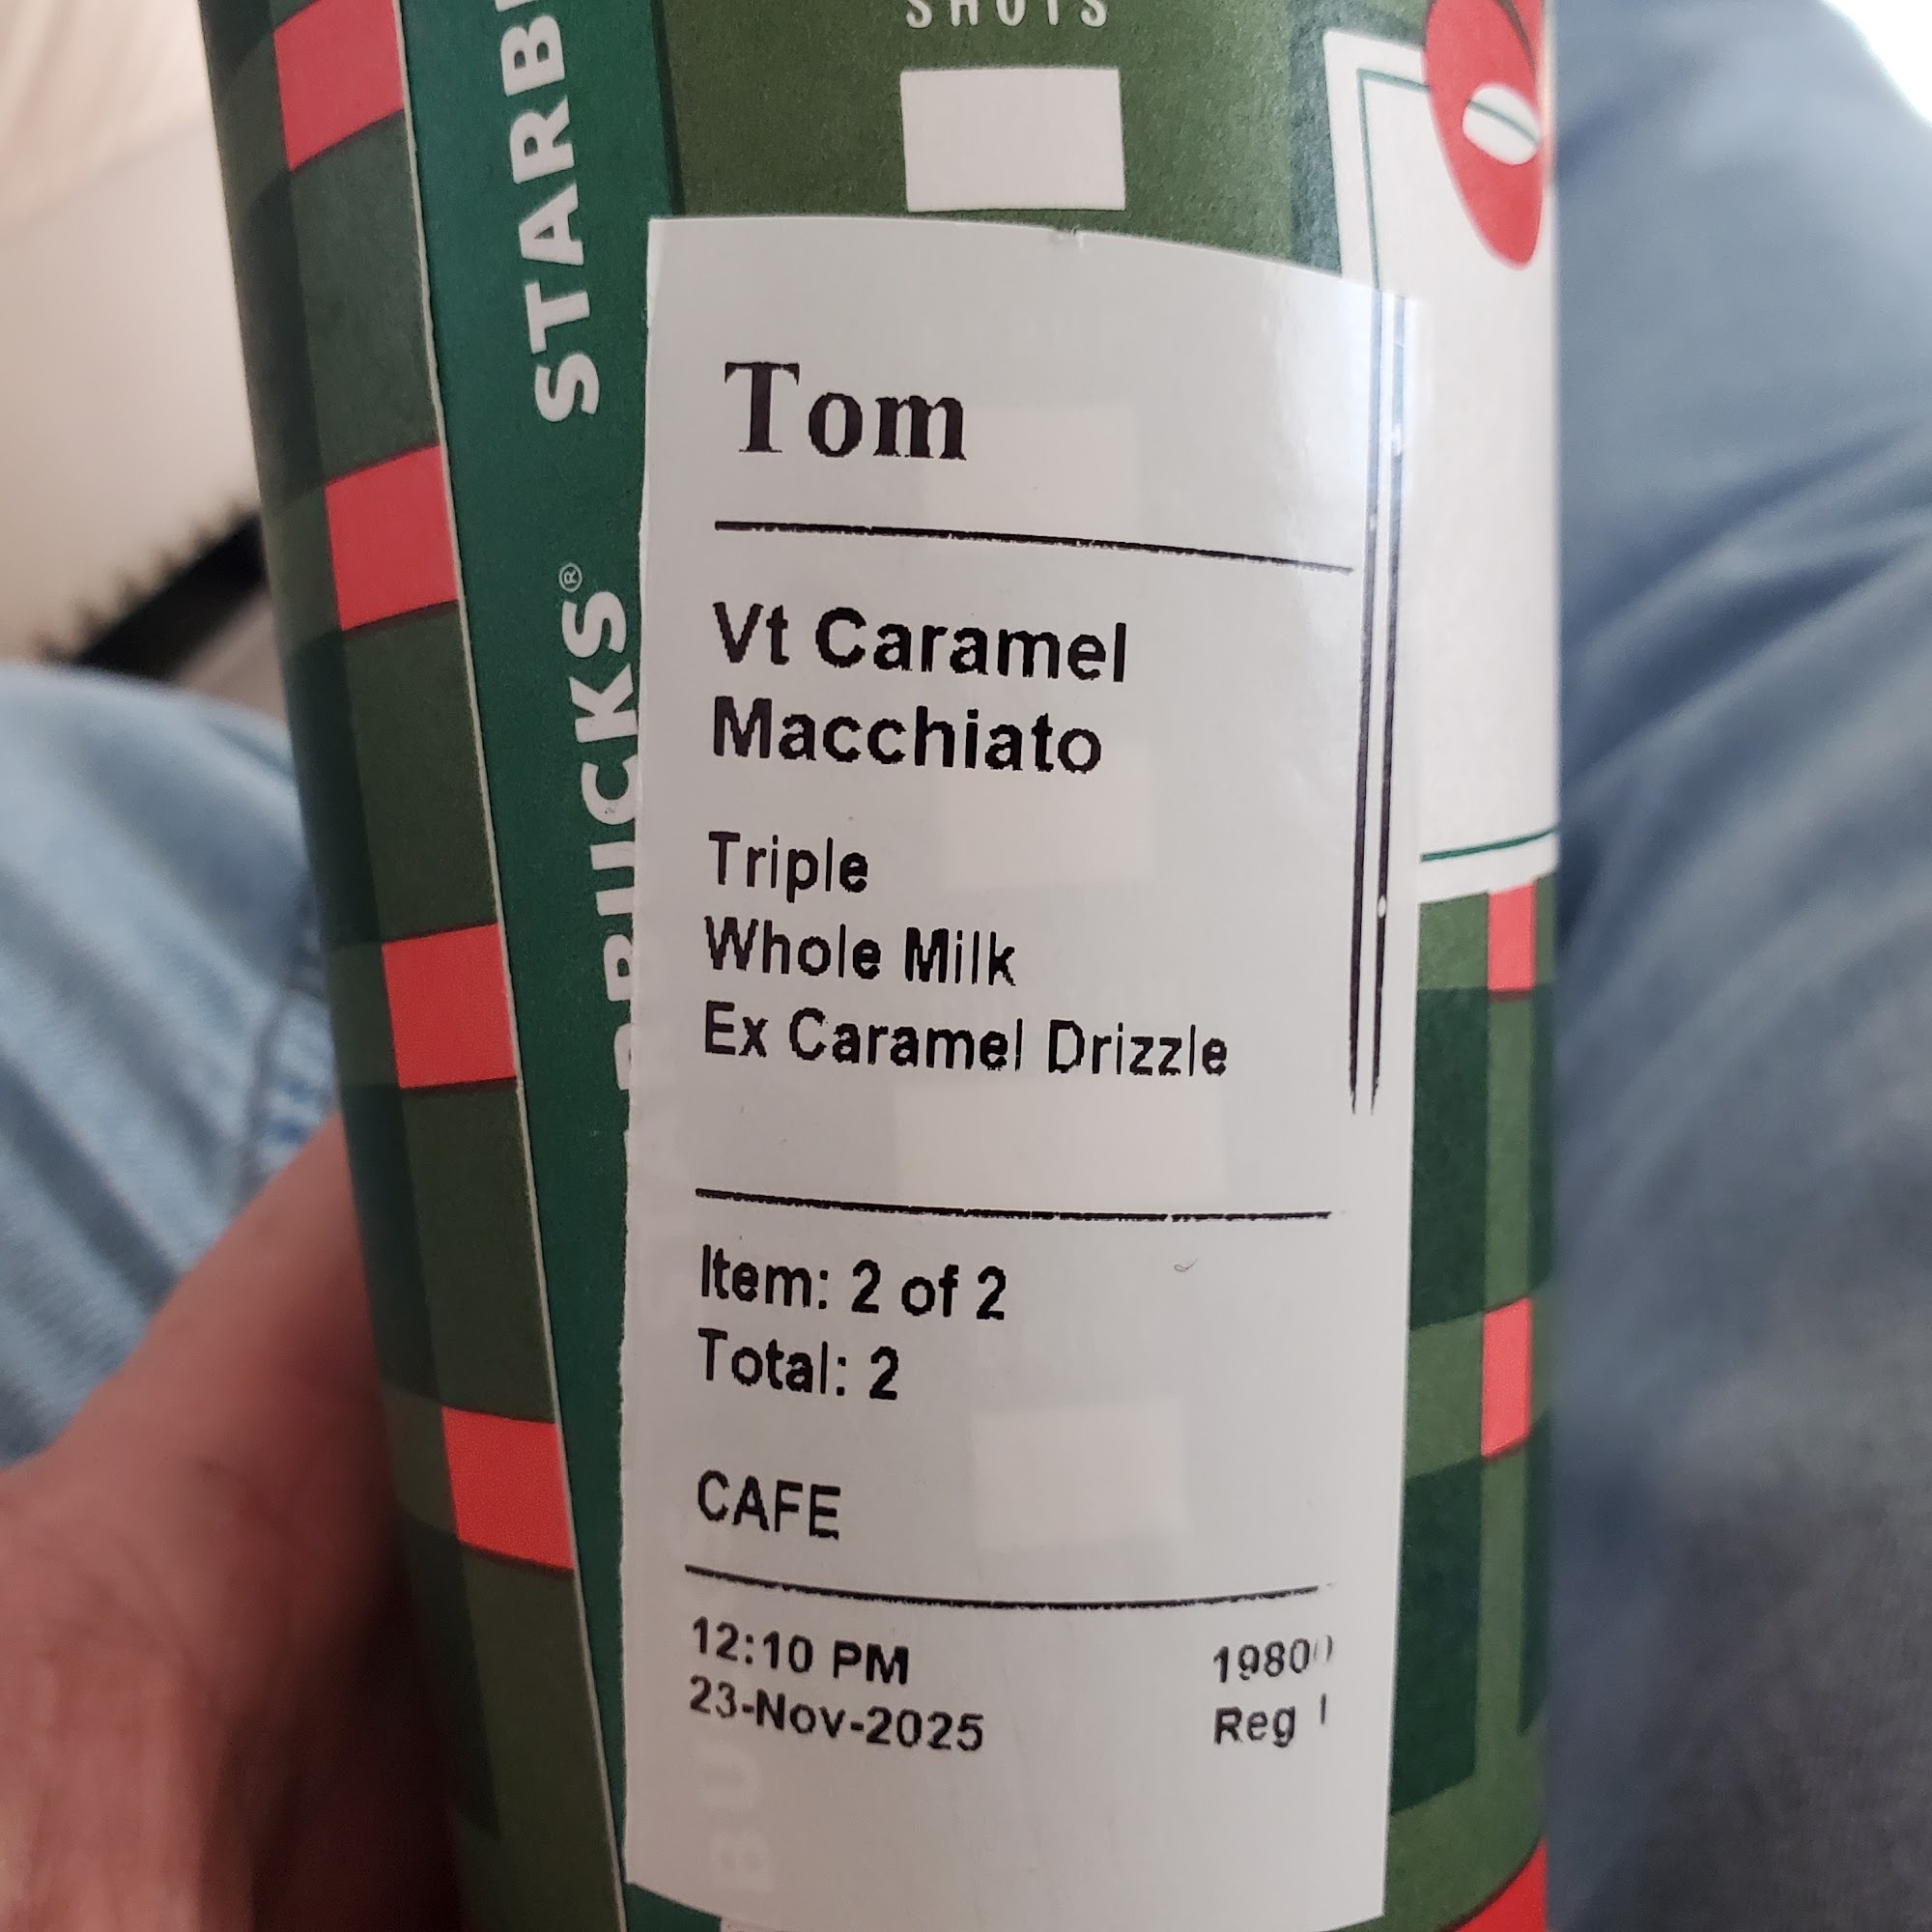 SHOTS
STARB
STARBUCKS®
Tom
Vt Caramel
Macchiato
Triple
Whole Milk
Ex Caramel Drizzle
Item: 2 of 2
Total: 2
CAFE
12:10 PM
23-Nov-2025
Reg